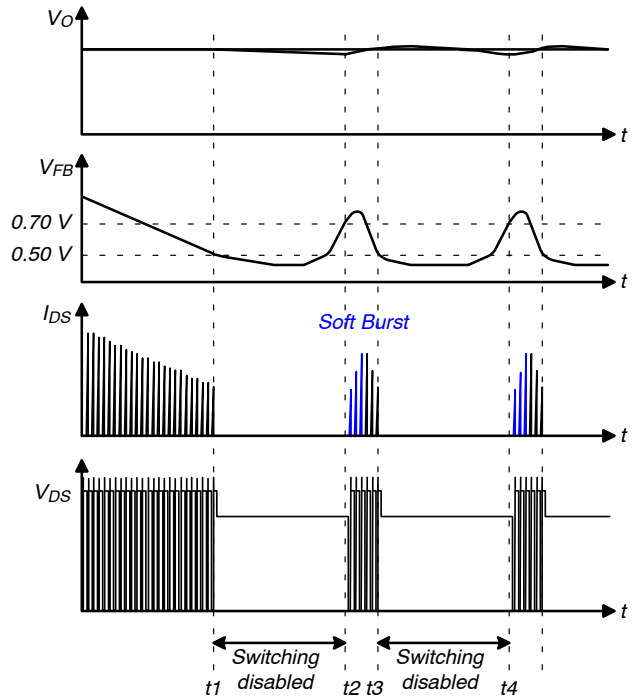 VO
t
VFB
0.70 V
0.50 V
t
IDS
Soft Burst
t
VDS
t
Switching
disabled
Switching
disabled
t1
t2 t3
t4